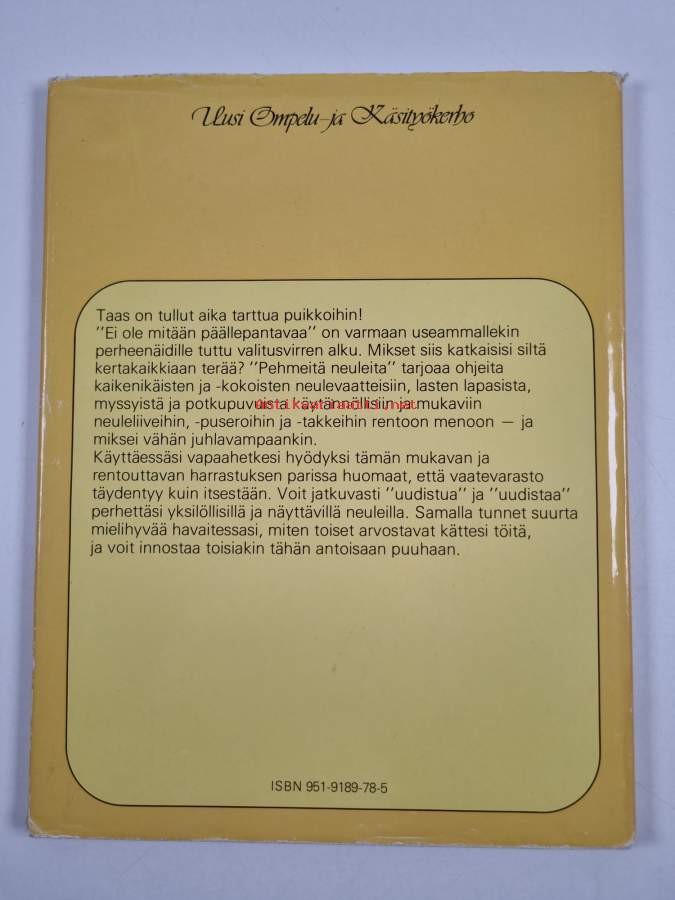 Uusi Ompelu-ja Käsityökerho
Taas on tullut aika tarttua puikkoihin!
"Ei ole mitään päällepantavaa" on varmaan useammallekin
perheenäidille tuttu valitusvirren alku. Mikset siis katkaisisi siltä
kertakaikkiaan terää? "Pehmeitä neuleita" tarjoaa ohjeita
kaikenikäisten ja -kokoisten neulevaatteisiin, lasten lapasista,
myssyistä ja potkupuvuista käytännöllisiin ja mukaviin
Antikvariaatti.net
neuleliiveihin, -puseroihin ja -takkeihin rentoon menoon — ja
miksei vähän juhlavampaankin.
Käyttäessäsi vapaahetkesi hyödyksi tämän mukavan ja
rentouttavan harrastuksen parissa huomaat, että vaatevarasto
täydentyy kuin itsestään. Voit jatkuvasti "uudistua" ja "uudistaa"
perhettäsi yksilöllisillä ja näyttävillä neuleilla. Samalla tunnet suurta
mielihyvää havaitessasi, miten toiset arvostavat kättesi töitä,
ja voit innostaa toisiakin tähän antoisaan puuhaan.
ISBN 951-9189-78-5